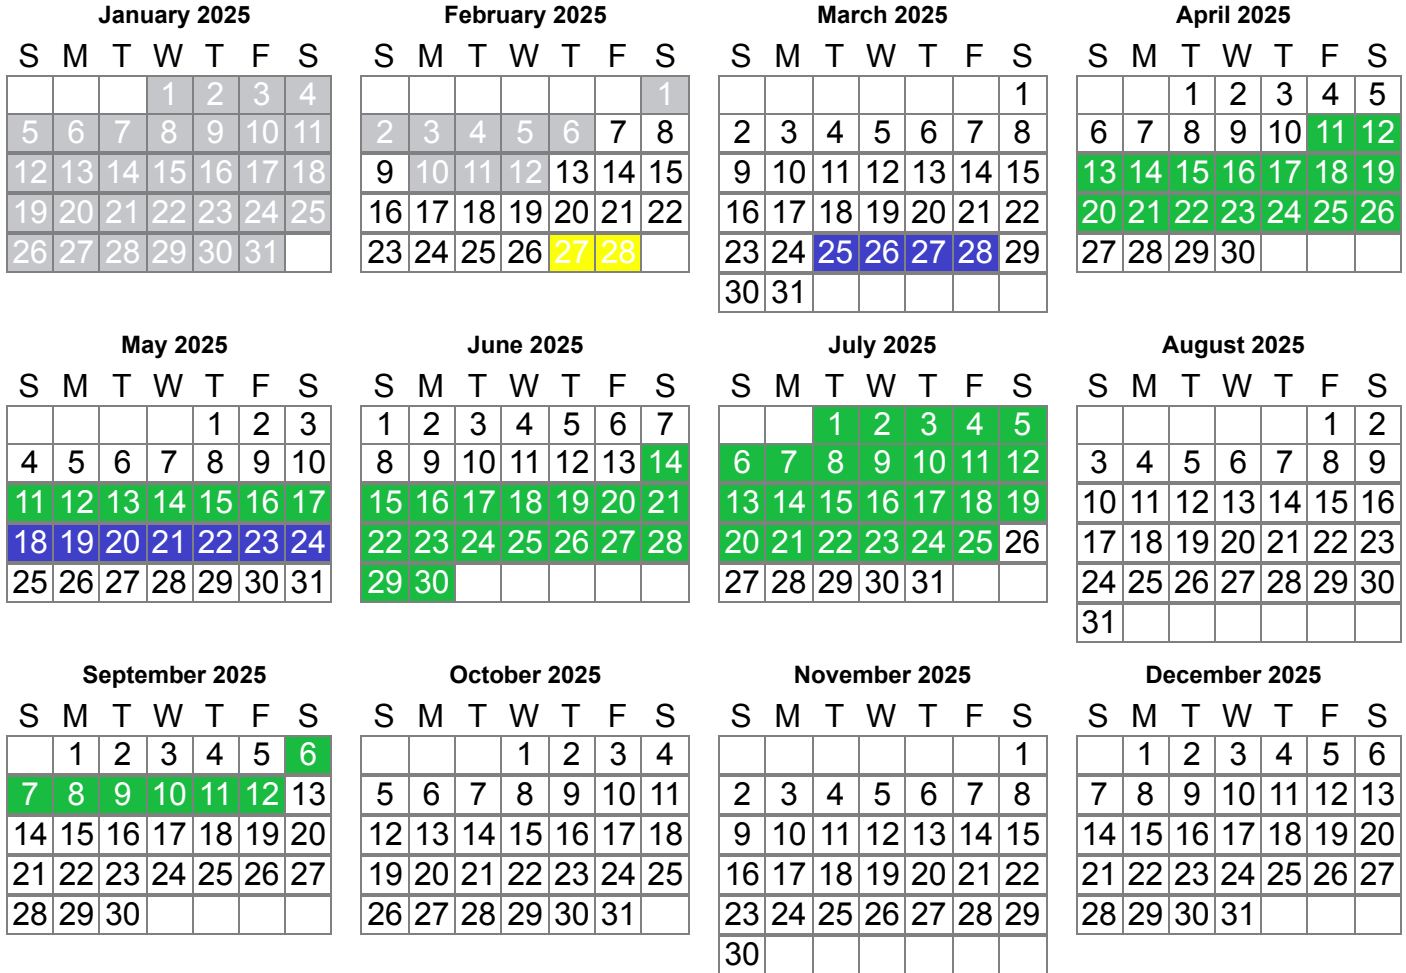 January 2025
S M T W T F S
1 2 3 4
5 6 7 8 9 10 11
12 13 14 15 16 17 18
19 20 21 22 23 24 25
26 27 28 29 30 31
February 2025
S M T W T F S
1
2 3 4 5 6 7 8
9 10 11 12 13 14 15
16 17 18 19 20 21 22
23 24 25 26 27 28
March 2025
S M T W T F S
1
2 3 4 5 6 7 8
9 10 11 12 13 14 15
16 17 18 19 20 21 22
23 24 25 26 27 28 29
30 31
April 2025
S M T W T F S
1 2 3 4 5
6 7 8 9 10 11 12
13 14 15 16 17 18 19
20 21 22 23 24 25 26
27 28 29 30
May 2025
S M T W T F S
1 2 3
4 5 6 7 8 9 10
11 12 13 14 15 16 17
18 19 20 21 22 23 24
25 26 27 28 29 30 31
June 2025
S M T W T F S
1 2 3 4 5 6 7
8 9 10 11 12 13 14
15 16 17 18 19 20 21
22 23 24 25 26 27 28
29 30
July 2025
S M T W T F S
1 2 3 4 5
6 7 8 9 10 11 12
13 14 15 16 17 18 19
20 21 22 23 24 25 26
27 28 29 30 31
August 2025
S M T W T F S
1 2
3 4 5 6 7 8 9
10 11 12 13 14 15 16
17 18 19 20 21 22 23
24 25 26 27 28 29 30
31
September 2025
S M T W T F S
1 2 3 4 5 6
7 8 9 10 11 12 13
14 15 16 17 18 19 20
21 22 23 24 25 26 27
28 29 30
October 2025
S M T W T F S
1 2 3 4
5 6 7 8 9 10 11
12 13 14 15 16 17 18
19 20 21 22 23 24 25
26 27 28 29 30 31
November 2025
S M T W T F S
1
2 3 4 5 6 7 8
9 10 11 12 13 14 15
16 17 18 19 20 21 22
23 24 25 26 27 28 29
30
December 2025
S M T W T F S
1 2 3 4 5 6
7 8 9 10 11 12 13
14 15 16 17 18 19 20
21 22 23 24 25 26 27
28 29 30 31